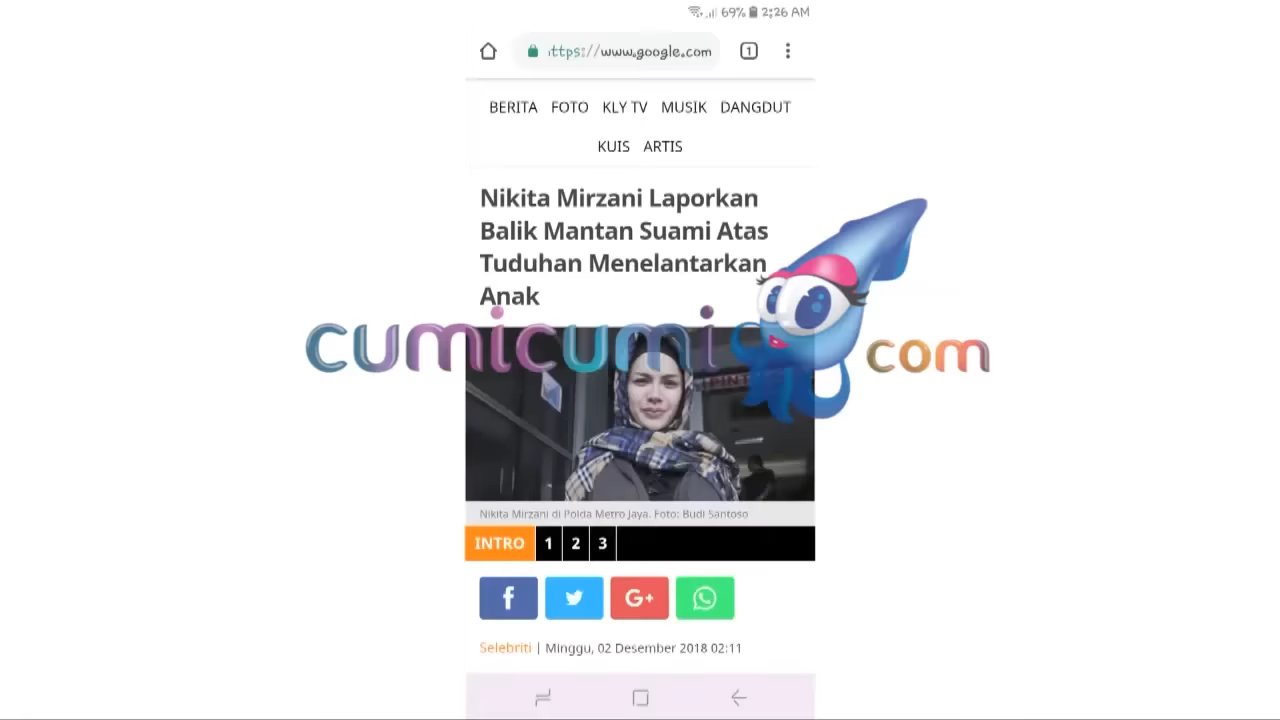 69% 2:26 AM
ttps://www.google.com 1
BERITA FOTO KLY TV MUSIK DANGDUT
KUIS ARTIS
Nikita Mirzani Laporkan
Balik Mantan Suami Atas
Tuduhan Menelantarkan
Anak
cumicumi com
PINT
Nikita Mirzani di Polda Metro Jaya. Foto: Budi Santoso
INTRO 1 2 3
f G+
Selebriti | Minggu, 02 Desember 2018 02:11